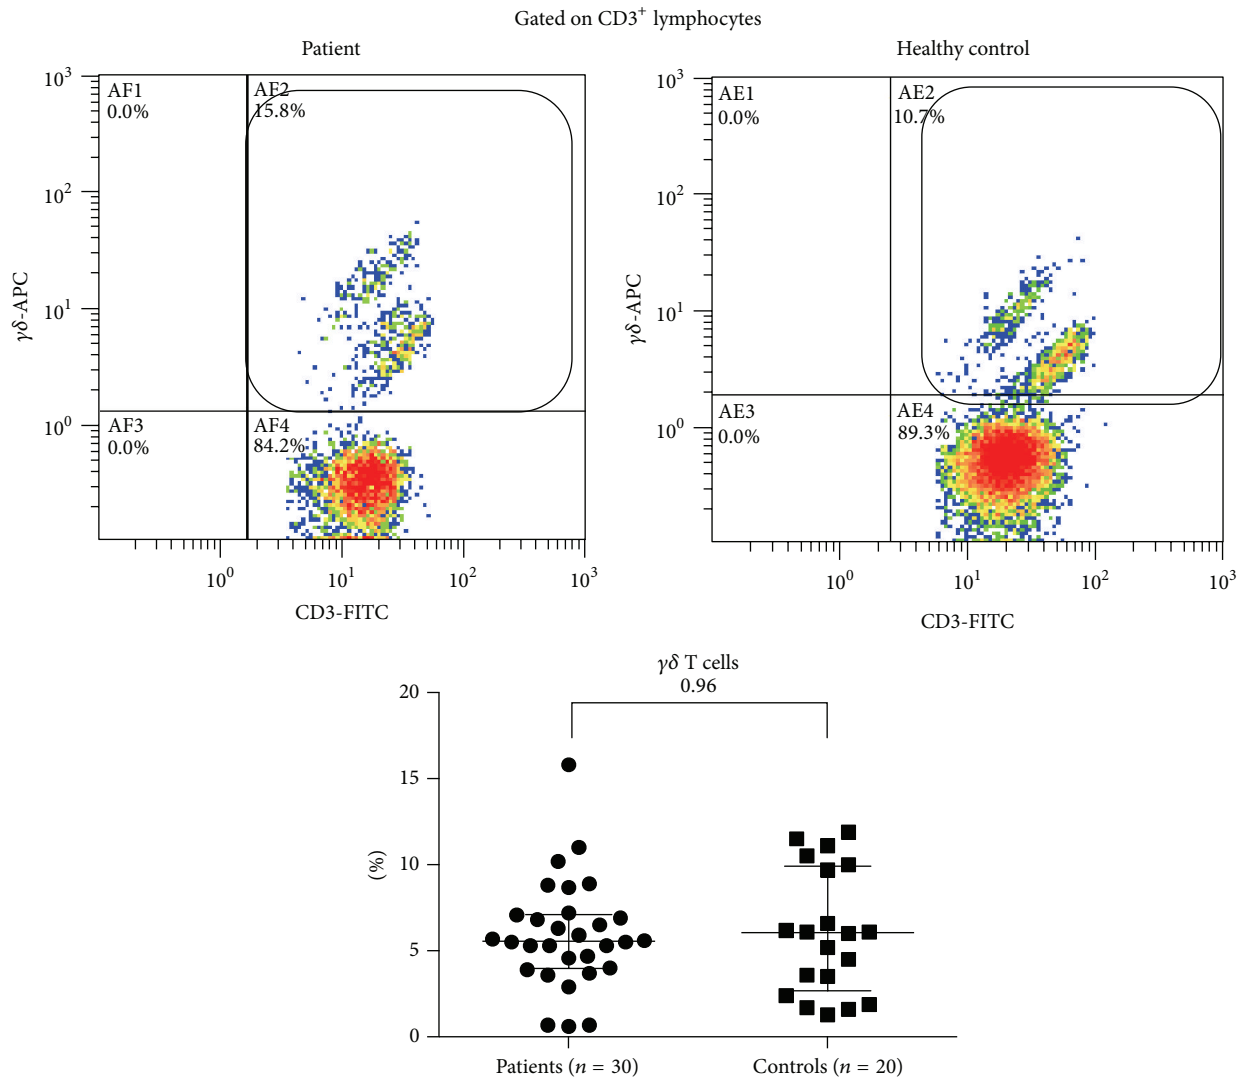 Gated on CD3⁺ lymphocytes
Patient
Healthy control
10³
10²
10¹
10⁰
γδ-APC
AF1
0.0%
AF2
15.8%
AF3
0.0%
AF4
84.2%
10⁰
10¹
10²
10³
CD3-FITC
10³
10²
10¹
10⁰
γδ-APC
AE1
0.0%
AE2
10.7%
AE3
0.0%
AE4
89.3%
10⁰
10¹
10²
10³
CD3-FITC
γδ T cells
0.96
20
15
10
5
0
(%)
Patients (n = 30)
Controls (n = 20)